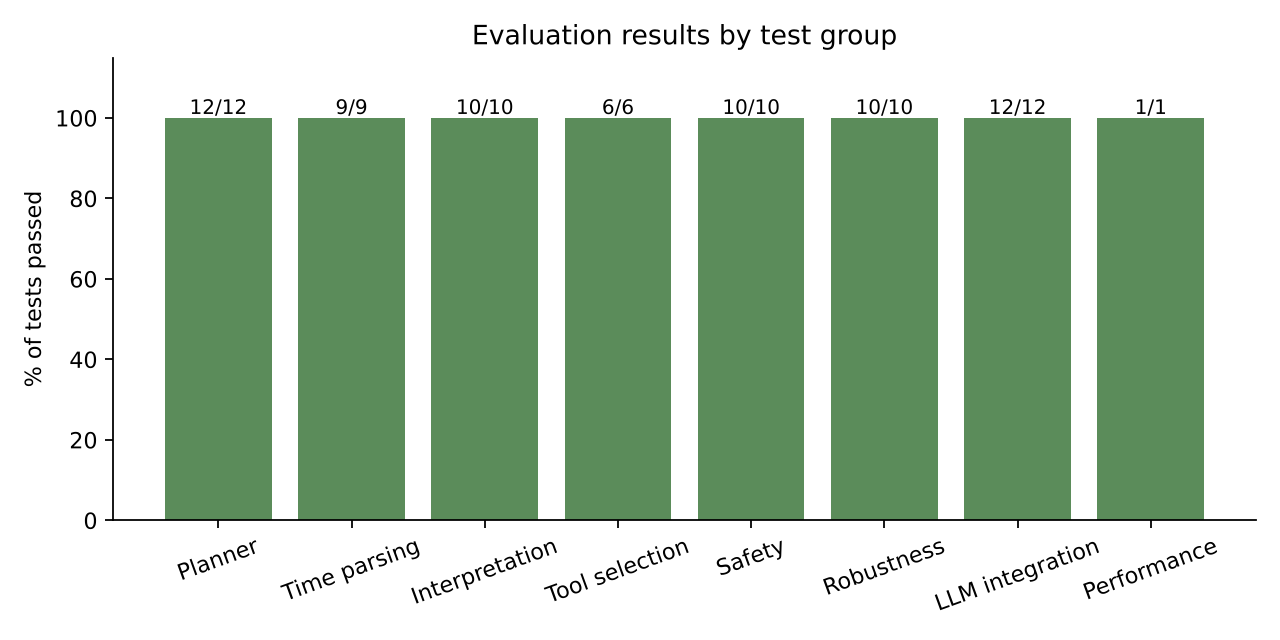 Evaluation results by test group
12/12 9/9 10/10 6/6 10/10 10/10 12/12 1/1
100
80
60
40
20
0
% of tests passed
Planner Time parsing Interpretation Tool selection Safety Robustness LLM integration Performance